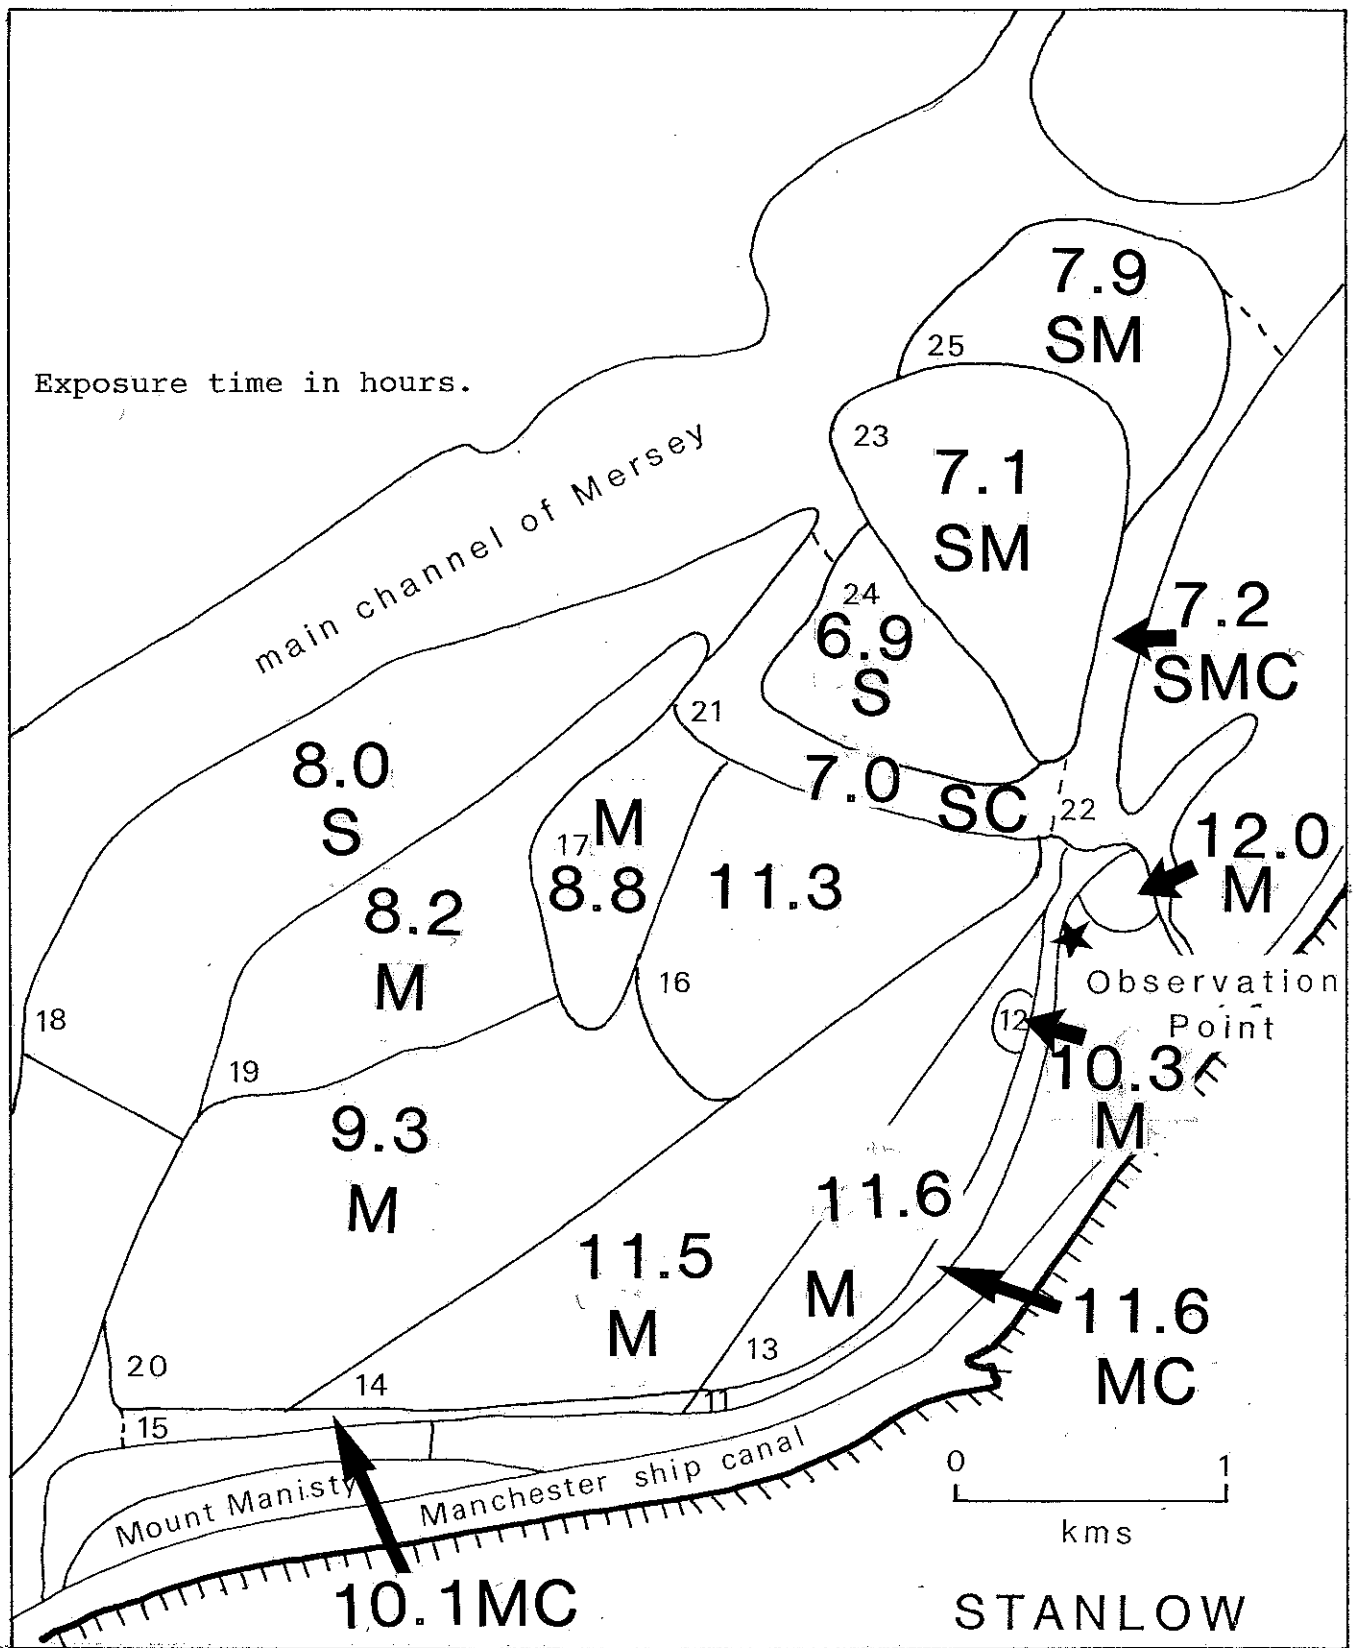 7.9
SM
25
Exposure time in hours.
23
main channel of Mersey
7.1
SM
24
6.9
S
7.2
SMC
21
8.0
S
7.0
SC
22
M
17
8.8
12.0
M
11.3
8.2
M
16
Observation
Point
18
12
10.3
M
19
9.3
M
11.6
M
11.5
M
11.6
MC
13
20
14
11
15
0 1
kms
Mount Manisty
Manchester ship canal
10.1MC
STANLOW